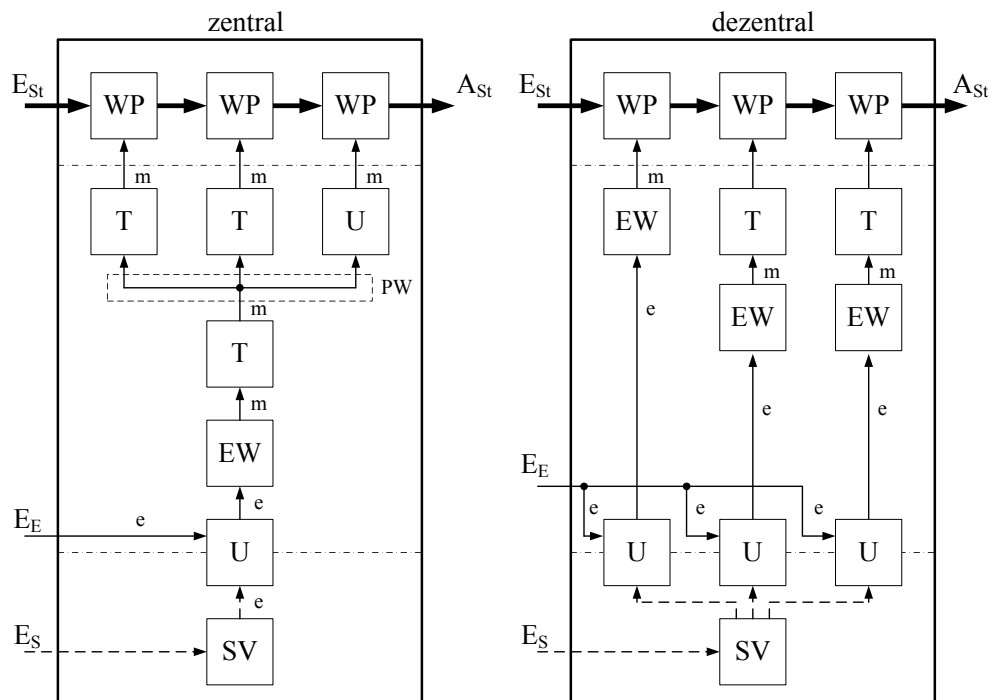 zentral
E_St WP WP WP A_St
m m m
T T U
PW
m
T
m
EW
e
E_E e
U
e
E_S SV
dezentral
E_St WP WP WP A_St
m
EW T T
m m
e EW EW
e e
E_E
e e e
U U U
E_S SV